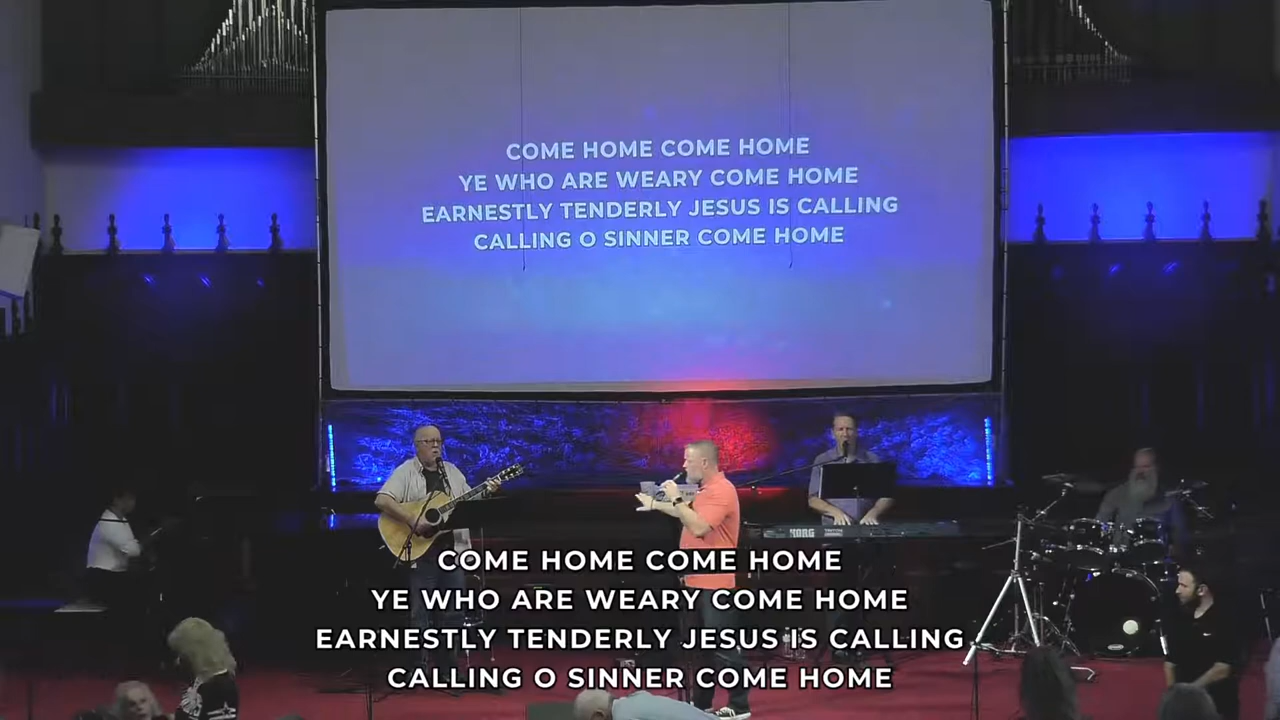 COME HOME COME HOME
YE WHO ARE WEARY COME HOME
EARNESTLY TENDERLY JESUS IS CALLING
CALLING O SINNER COME HOME
KORG
COME HOME COME HOME
YE WHO ARE WEARY COME HOME
EARNESTLY TENDERLY JESUS IS CALLING
CALLING O SINNER COME HOME